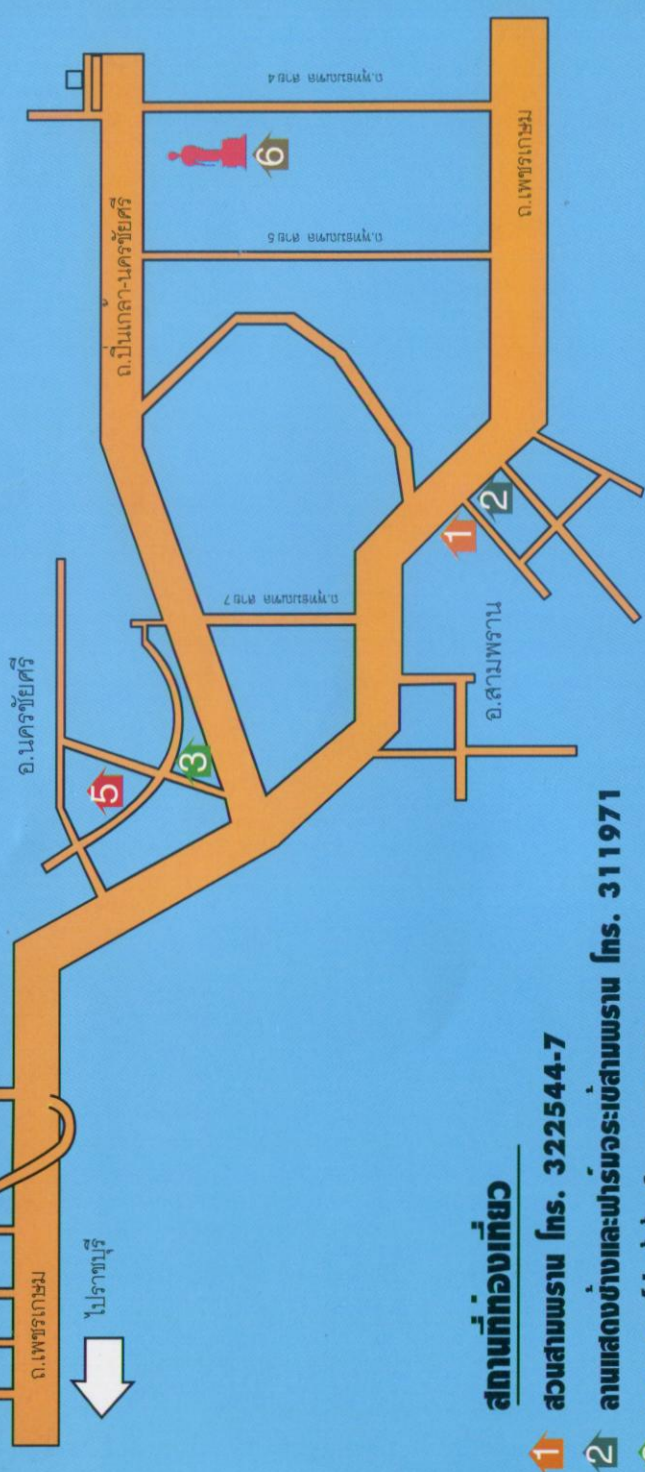 อ.นครชัยศรี
ถ.ปิ่นเกล้า-นครชัยศรี
ถ.เพชรเกษม
ไปราชบุรี
5
3
6
ถ.พุทธมณฑล สาย 4
ถ.พุทธมณฑล สาย 5
ถ.พุทธมณฑล สาย 7
1
2
อ.สามพราน
ถ.เพชรเกษม
สถานที่ท่องเที่ยว
1 สวนสามพราน โทร. 322544-7
2 ลานแสดงช้างและฟาร์มจระเข้สามพราน โทร. 311971